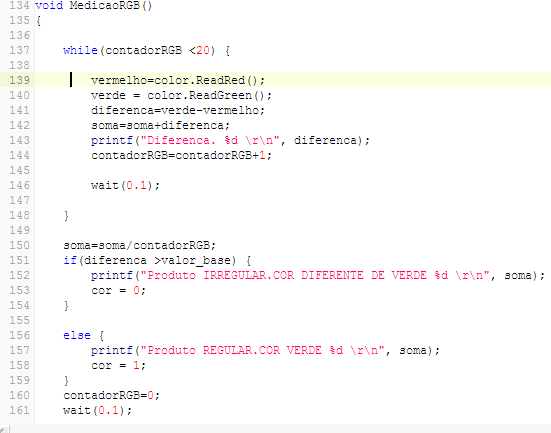 134 void MedicaoRGB()
135 {
136
137 while(contadorRGB <20) {
138
139 vermelho=color.ReadRed();
140 verde = color.ReadGreen();
141 diferenca=verde-vermelho;
142 soma=soma+diferenca;
143 printf("Diferenca. %d \r\n", diferenca);
144 contadorRGB=contadorRGB+1;
145
146 wait(0.1);
147
148 }
149
150 soma=soma/contadorRGB;
151 if(diferenca >valor_base) {
152 printf("Produto IRREGULAR.COR DIFERENTE DE VERDE %d \r\n", soma);
153 cor = 0;
154 }
155
156 else {
157 printf("Produto REGULAR.COR VERDE %d \r\n", soma);
158 cor = 1;
159 }
160 contadorRGB=0;
161 wait(0.1);